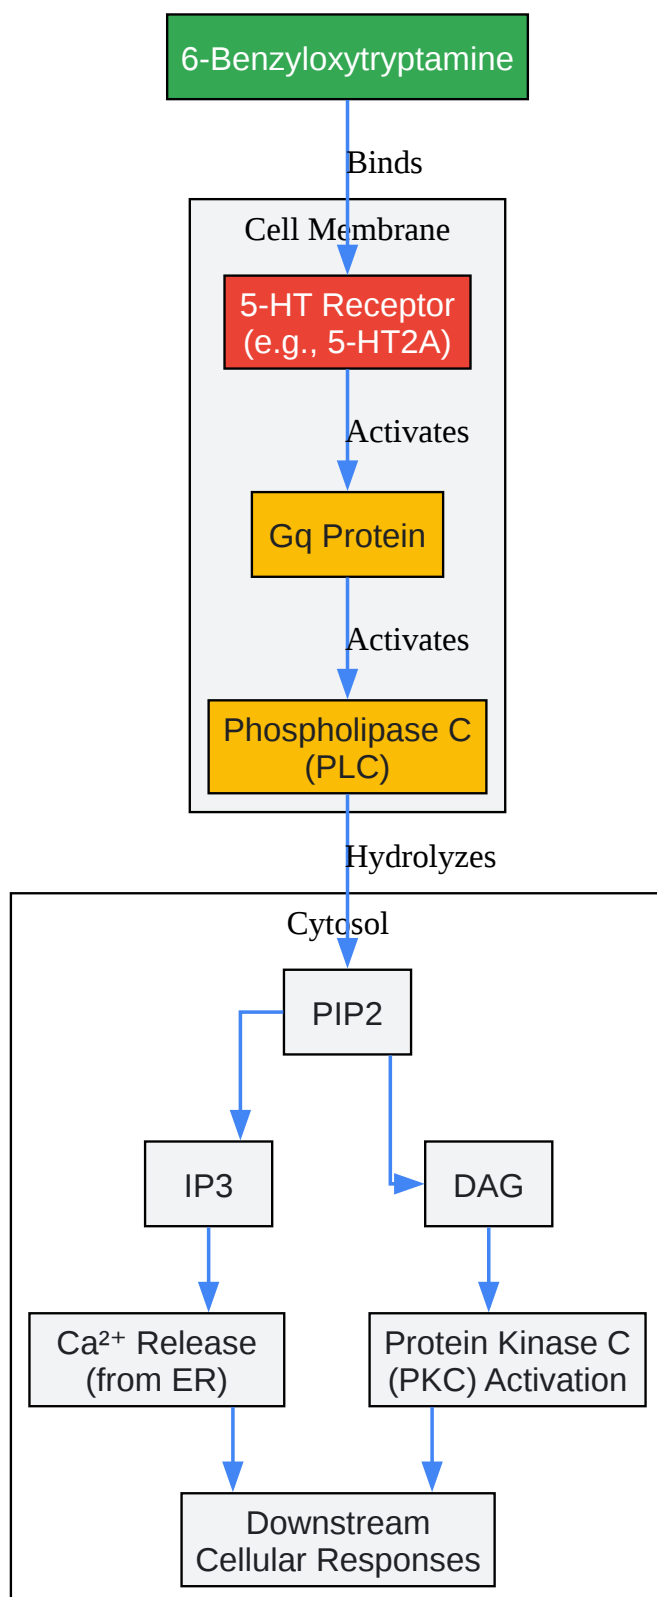 6-Benzyloxytryptamine
Binds
Cell Membrane
5-HT Receptor
(e.g., 5-HT2A)
Activates
Gq Protein
Activates
Phospholipase C
(PLC)
Hydrolyzes
Cytosol
PIP2
IP3
DAG
Ca²⁺ Release
(from ER)
Protein Kinase C
(PKC) Activation
Downstream
Cellular Responses